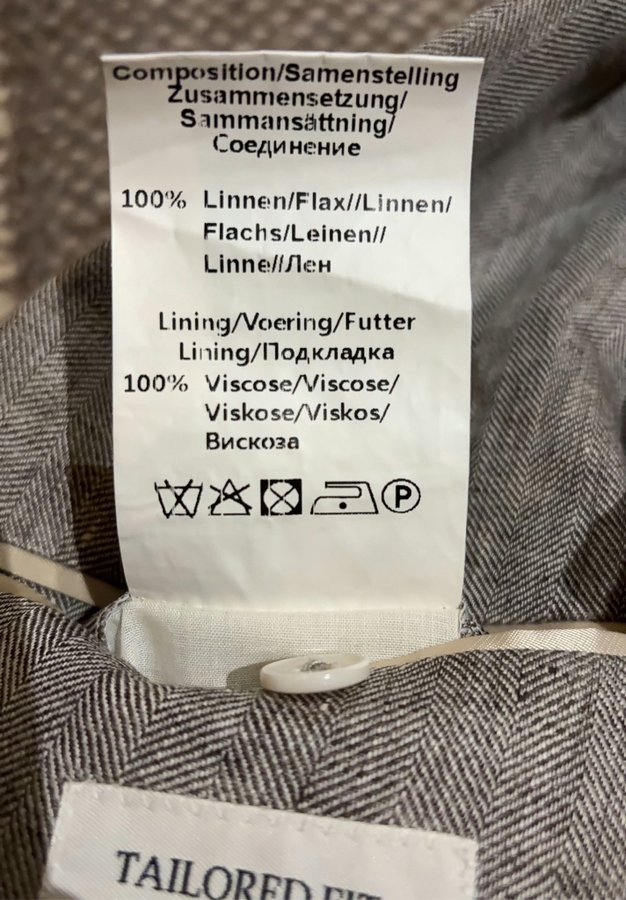 Composition/Samenstelling
Zusammensetzung/
Sammansättning/
Соединение
100% Linnen/Flax//Linnen/
Flachs/Leinen//
Linne//Лен
Lining/Voering/Futter
Lining/Подкладка
100% Viscose/Viscose/
Viskose/Viskos/
Вискоза
P
TAILORED FIT